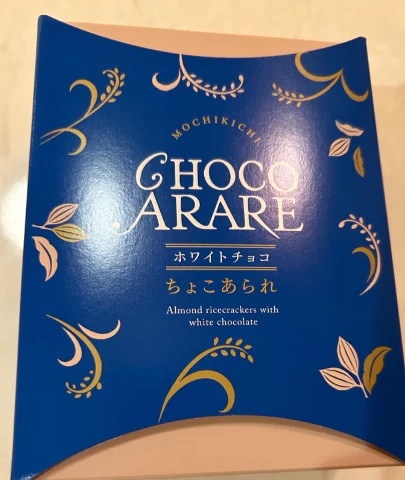 MOCHIKICHI
CHOCO
ARARE
ホワイトチョコ
ちょこあられ
Almond ricecrackers with
white chocolate